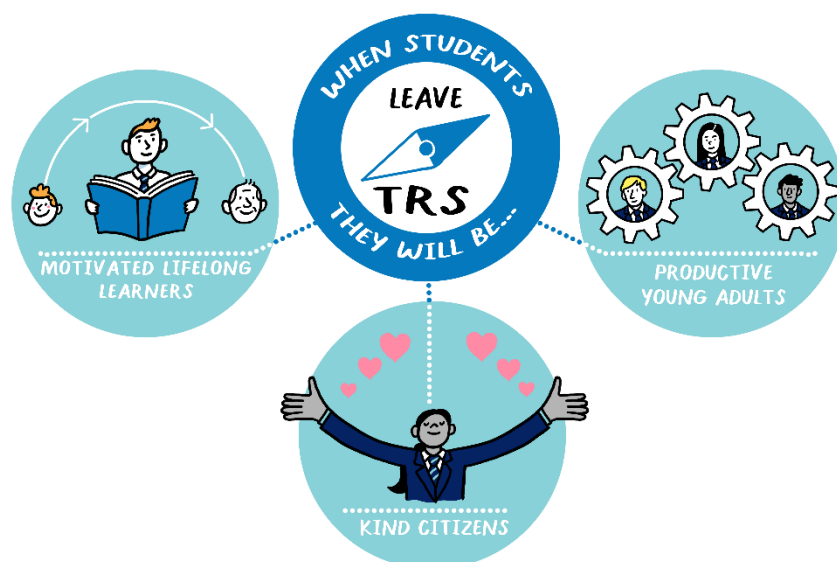 WHEN STUDENTS
LEAVE
TRS
THEY WILL BE...
MOTIVATED LIFELONG
LEARNERS
PRODUCTIVE
YOUNG ADULTS
KIND CITIZENS